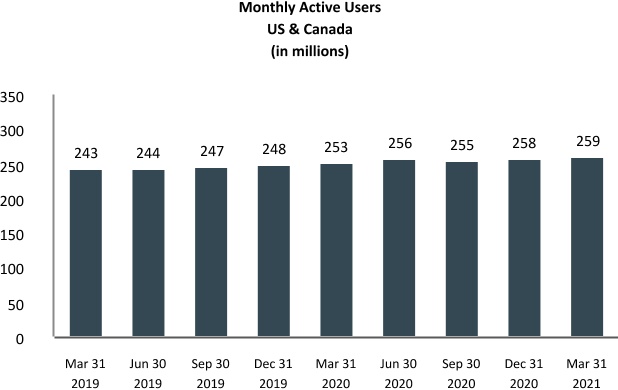 Monthly Active Users
US & Canada
(in millions)
350
300
250
200
150
100
50
0
243 244 247 248 253 256 255 258 259
Mar 31 Jun 30 Sep 30 Dec 31 Mar 31 Jun 30 Sep 30 Dec 31 Mar 31
2019 2019 2019 2019 2020 2020 2020 2020 2021